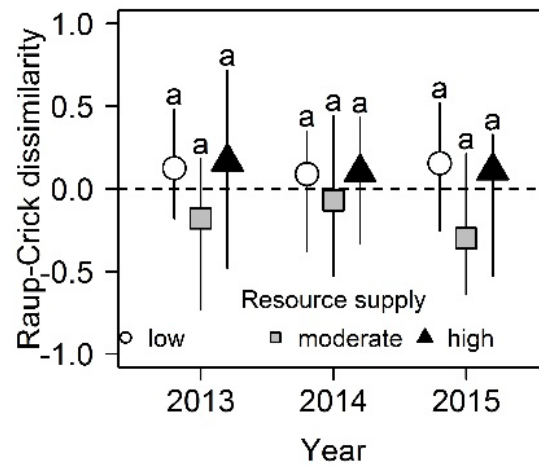 Raup-Crick dissimilarity
1.0
0.5
0.0
-0.5
-1.0
a a a a a a a a a
Resource supply
low moderate high
2013 2014 2015
Year